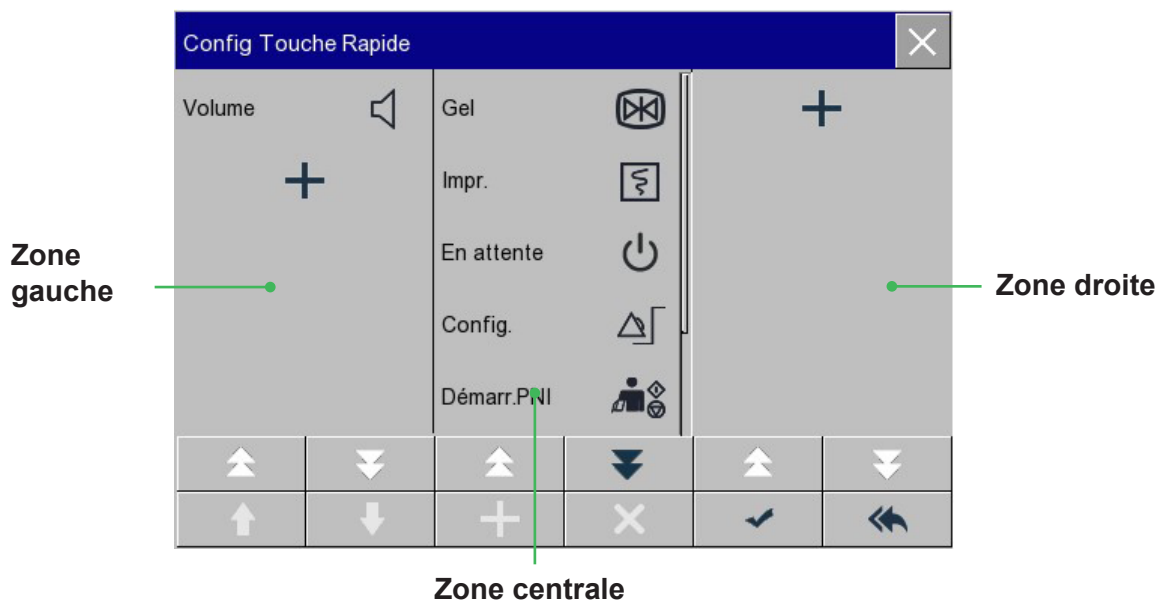 Config Touche Rapide
Volume
Gel
Impr.
En attente
Config.
Démarr.PNI
Zone
gauche
Zone droite
Zone centrale